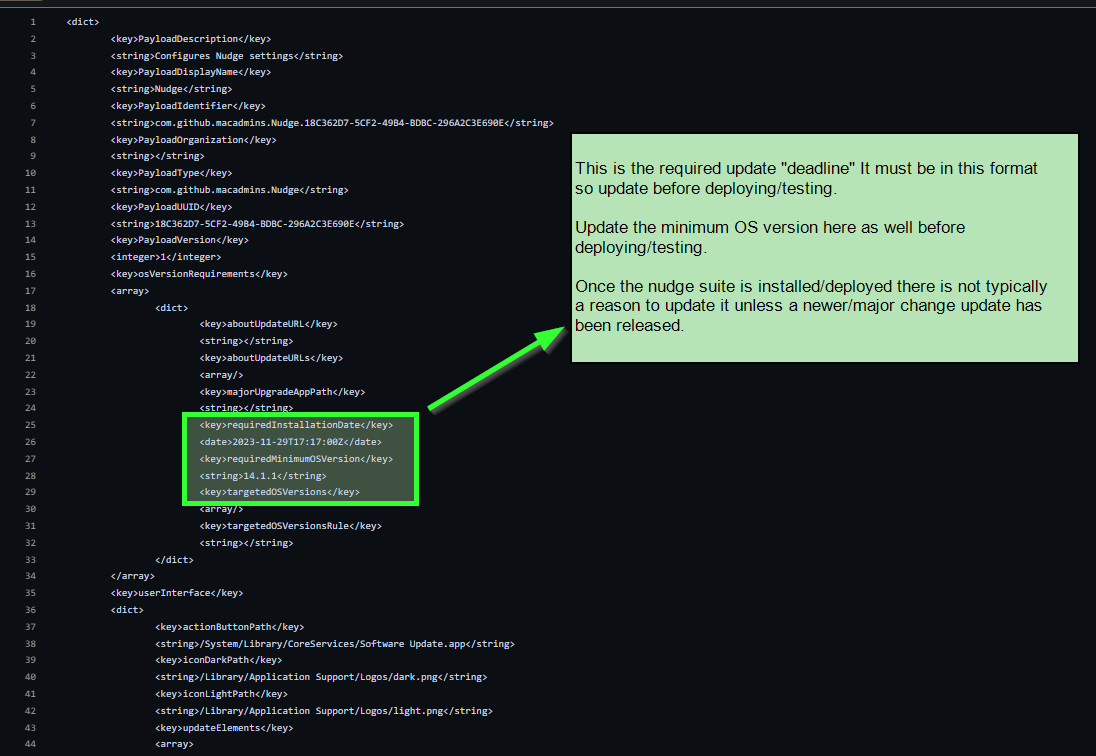 1 <dict>
2 <key>PayloadDescription</key>
3 <string>Configures Nudge settings</string>
4 <key>PayloadDisplayName</key>
5 <string>Nudge</string>
6 <key>PayloadIdentifier</key>
7 <string>com.github.macadmins.Nudge.18C362D7-5CF2-49B4-BDBC-296A2C3E690E</string>
8 <key>PayloadOrganization</key>
9 <string></string>
10 <key>PayloadType</key>
11 <string>com.github.macadmins.Nudge</string>
12 <key>PayloadUUID</key>
13 <string>18C362D7-5CF2-49B4-BDBC-296A2C3E690E</string>
14 <key>PayloadVersion</key>
15 <integer>1</integer>
16 <key>osVersionRequirements</key>
17 <array>
18 <dict>
19 <key>aboutUpdateURL</key>
20 <string></string>
21 <key>aboutUpdateURLs</key>
22 <array/>
23 <key>majorUpgradeAppPath</key>
24 <string></string>
25 <key>requiredInstallationDate</key>
26 <date>2023-11-29T17:17:00Z</date>
27 <key>requiredMinimumOSVersion</key>
28 <string>14.1.1</string>
29 <key>targetedOSVersions</key>
30 <array/>
31 <key>targetedOSVersionsRule</key>
32 <string></string>
33 </dict>
34 </array>
35 <key>userInterface</key>
36 <dict>
37 <key>actionButtonPath</key>
38 <string>/System/Library/CoreServices/Software Update.app</string>
39 <key>iconDarkPath</key>
40 <string>/Library/Application Support/Logos/dark.png</string>
41 <key>iconLightPath</key>
42 <string>/Library/Application Support/Logos/light.png</string>
43 <key>updateElements</key>
44 <array>
This is the required update "deadline" It must be in this format
so update before deploying/testing.
Update the minimum OS version here as well before
deploying/testing.
Once the nudge suite is installed/deployed there is not typically
a reason to update it unless a newer/major change update has
been released.